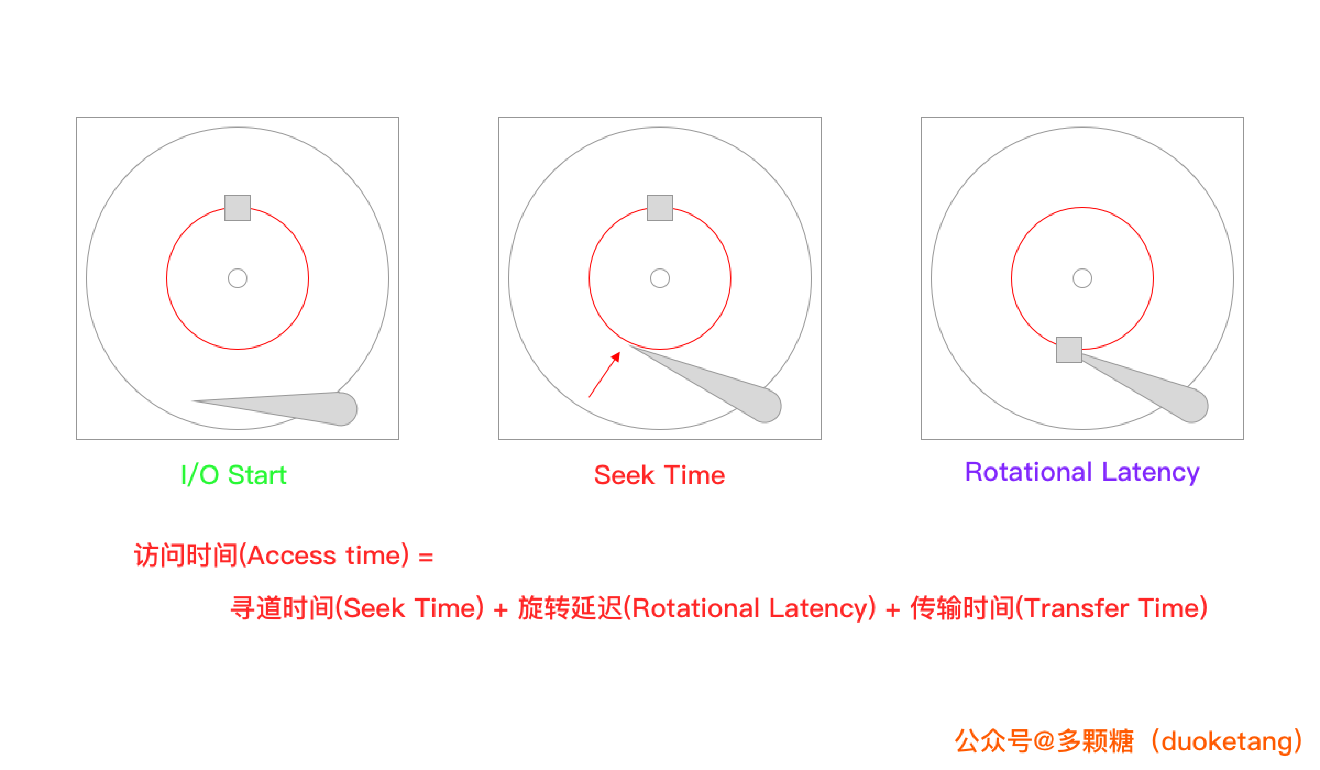 I/O Start
Seek Time
Rotational Latency
访问时间(Access time) =
寻道时间(Seek Time) + 旋转延迟(Rotational Latency) + 传输时间(Transfer Time)
公众号@多颗糖（duoketang）